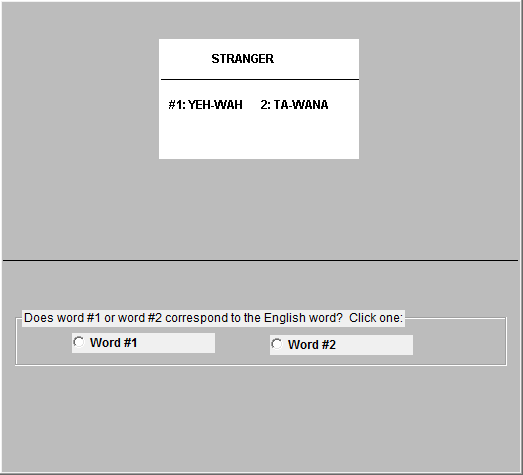 STRANGER
#1: YEH-WAH 2: TA-WANA
Does word #1 or word #2 correspond to the English word? Click one:
Word #1 Word #2